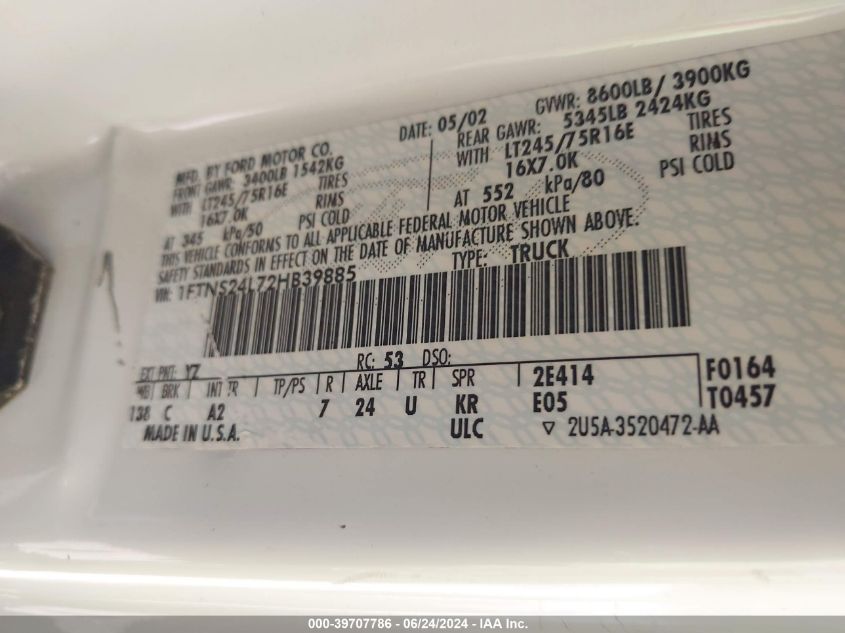 MFD. BY FORD MOTOR CO.
DATE: 05/02
GVWR: 8600LB/ 3900KG
FRONT GAWR: 3400LB 1542KG
REAR GAWR: 5345LB 2424KG
WITH LT245/75R16E TIRES
WITH LT245/75R16E TIRES
16X7.0K RIMS
16X7.0K RIMS
AT 345 kPa/50 PSI COLD
AT 552 kPa/80 PSI COLD
THIS VEHICLE CONFORMS TO ALL APPLICABLE FEDERAL MOTOR VEHICLE
SAFETY STANDARDS IN EFFECT ON THE DATE OF MANUFACTURE SHOWN ABOVE.
VIN: 1FTNS24L72HB39885
TYPE: TRUCK
EXT PNT: YZ RC: 53 DSO:
WB BRK INT TR TP/PS R AXLE TR SPR 2E414 F0164
138 C A2 7 24 U KR E05 T0457
MADE IN U.S.A. ULC ▽ 2U5A-3520472-AA
000-39707786 - 06/24/2024 - IAA Inc.